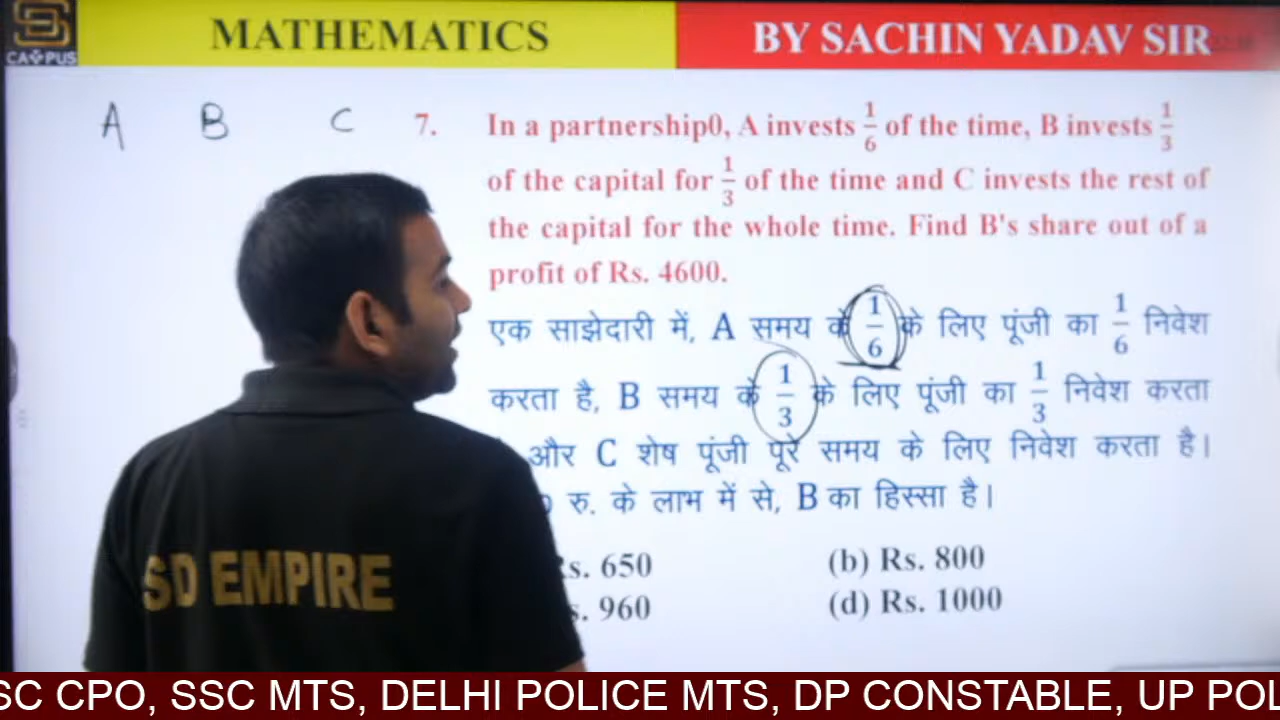 CAMPUS
MATHEMATICS
BY SACHIN YADAV SIR
A B C
7. In a partnership0, A invests 1/6 of the time, B invests 1/3
of the capital for 1/3 of the time and C invests the rest of
the capital for the whole time. Find B's share out of a
profit of Rs. 4600.
एक साझेदारी में, A समय के 1/6 के लिए पूंजी का 1/6 निवेश
करता है, B समय के 1/3 के लिए पूंजी का 1/3 निवेश करता
और C शेष पूंजी पूरे समय के लिए निवेश करता है।
रु. के लाभ में से, B का हिस्सा है।
Rs. 650 (b) Rs. 800
960 (d) Rs. 1000
SD EMPIRE
SC CPO, SSC MTS, DELHI POLICE MTS, DP CONSTABLE, UP POL